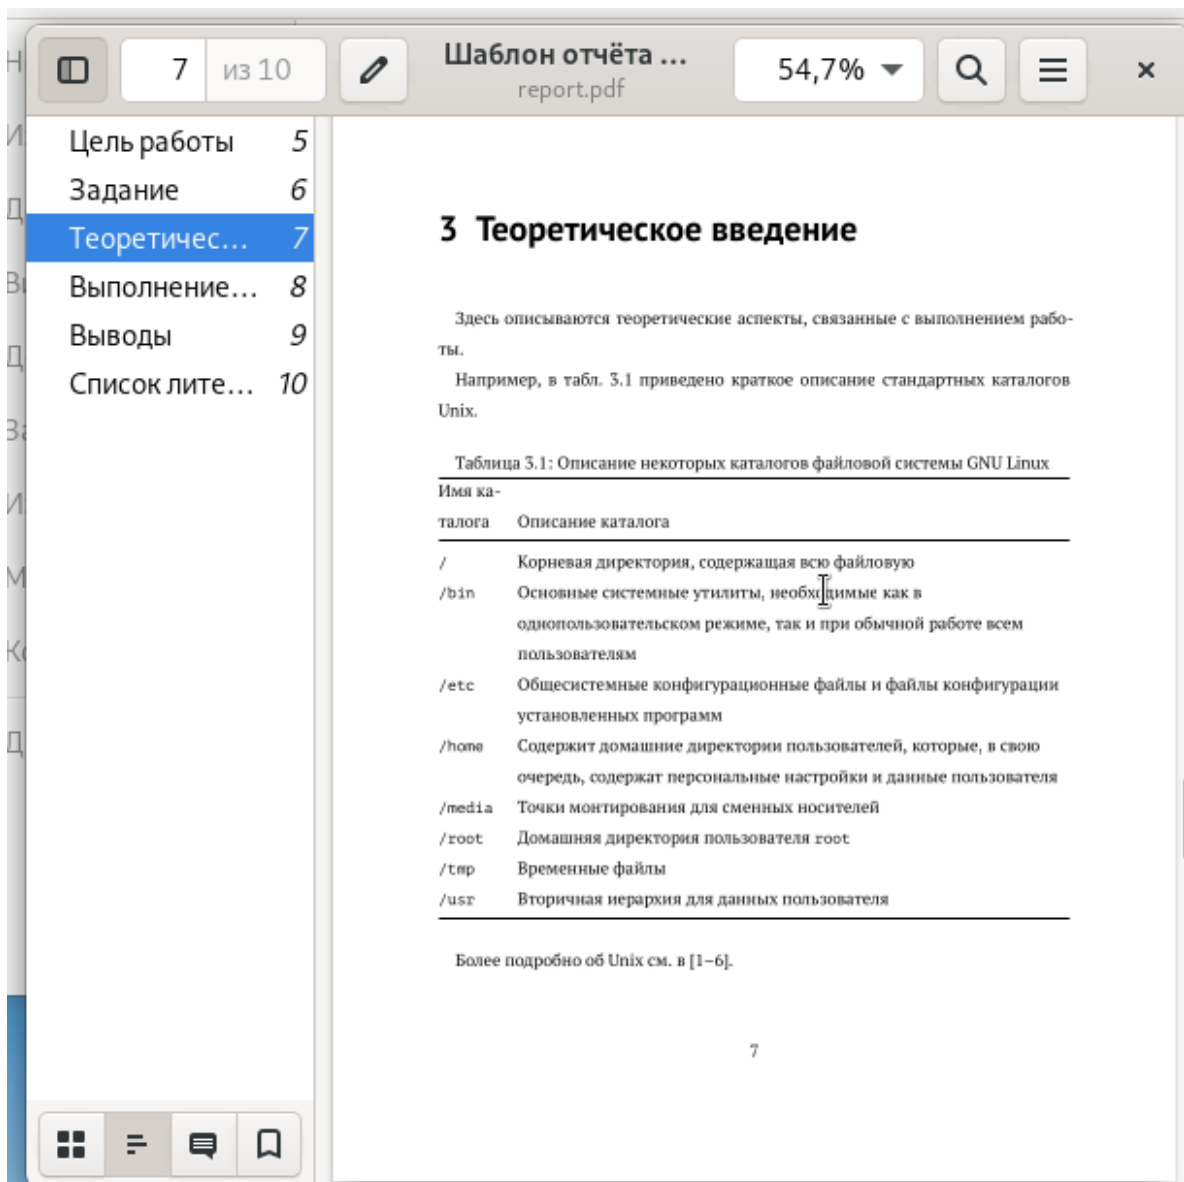 7 из 10
Шаблон отчёта ...
report.pdf
54,7%
Цель работы 5
Задание 6
Теоретичес... 7
Выполнение... 8
Выводы 9
Список лите... 10
3 Теоретическое введение
Здесь описываются теоретические аспекты, связанные с выполнением рабо-
ты.
Например, в табл. 3.1 приведено краткое описание стандартных каталогов
Unix.
Таблица 3.1: Описание некоторых каталогов файловой системы GNU Linux
Имя ка-
талога Описание каталога
/ Корневая директория, содержащая всю файловую
/bin Основные системные утилиты, необходимые как в
однопользовательском режиме, так и при обычной работе всем
пользователям
/etc Общесистемные конфигурационные файлы и файлы конфигурации
установленных программ
/home Содержит домашние директории пользователей, которые, в свою
очередь, содержат персональные настройки и данные пользователя
/media Точки монтирования для сменных носителей
/root Домашняя директория пользователя root
/tmp Временные файлы
/usr Вторичная иерархия для данных пользователя
Более подробно об Unix см. в [1–6].
7